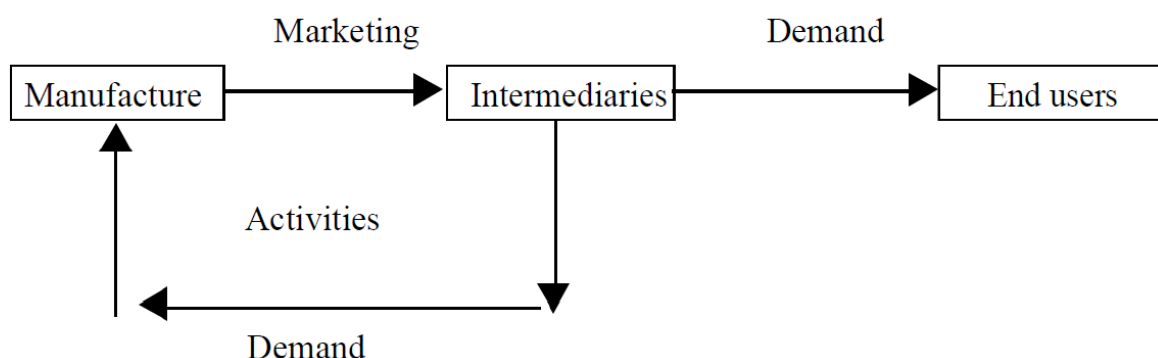 Marketing
Demand
Manufacture
Intermediaries
End users
Activities
Demand